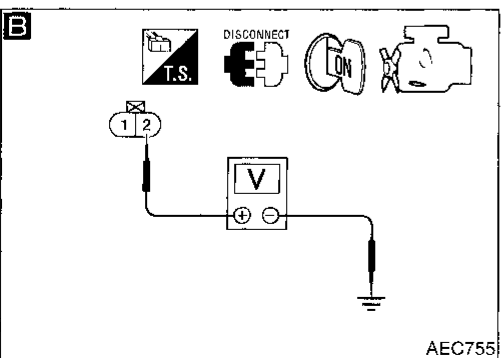 B
T.S.
DISCONNECT
ON
1 2
V
+ −
AEC755